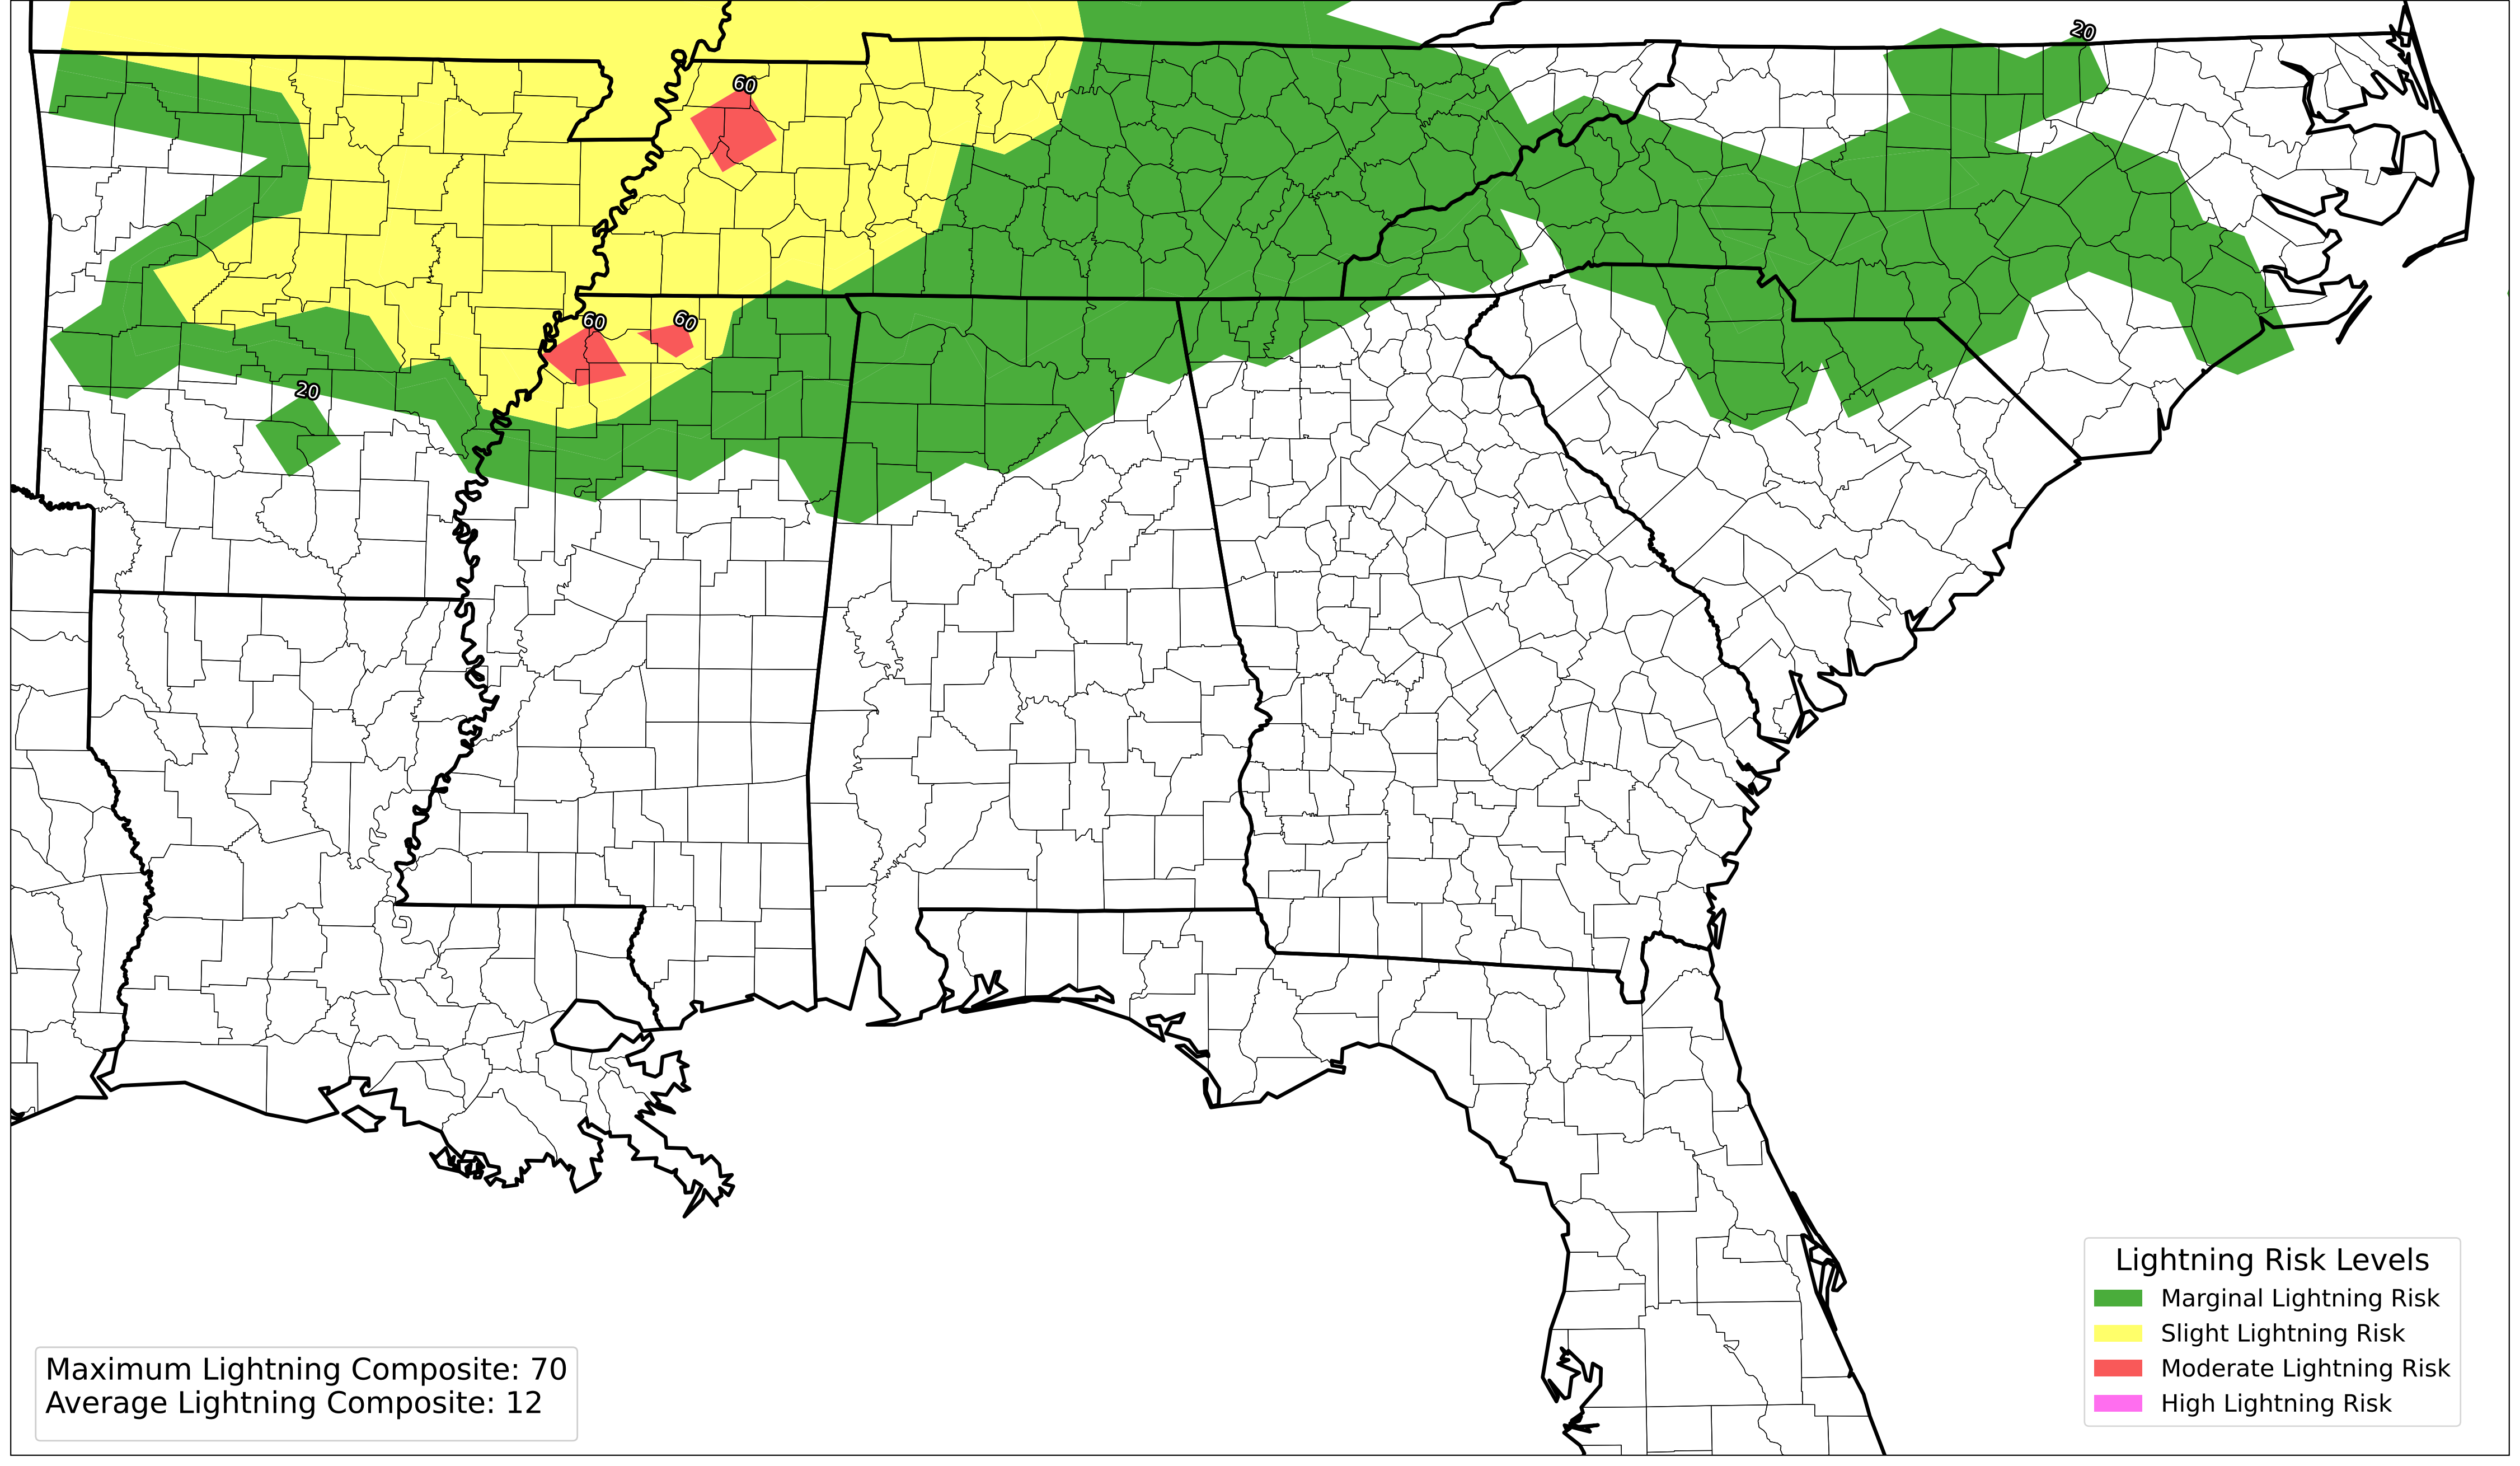 20
60
60
60
20
Lightning Risk Levels
Marginal Lightning Risk
Slight Lightning Risk
Moderate Lightning Risk
High Lightning Risk
Maximum Lightning Composite: 70
Average Lightning Composite: 12